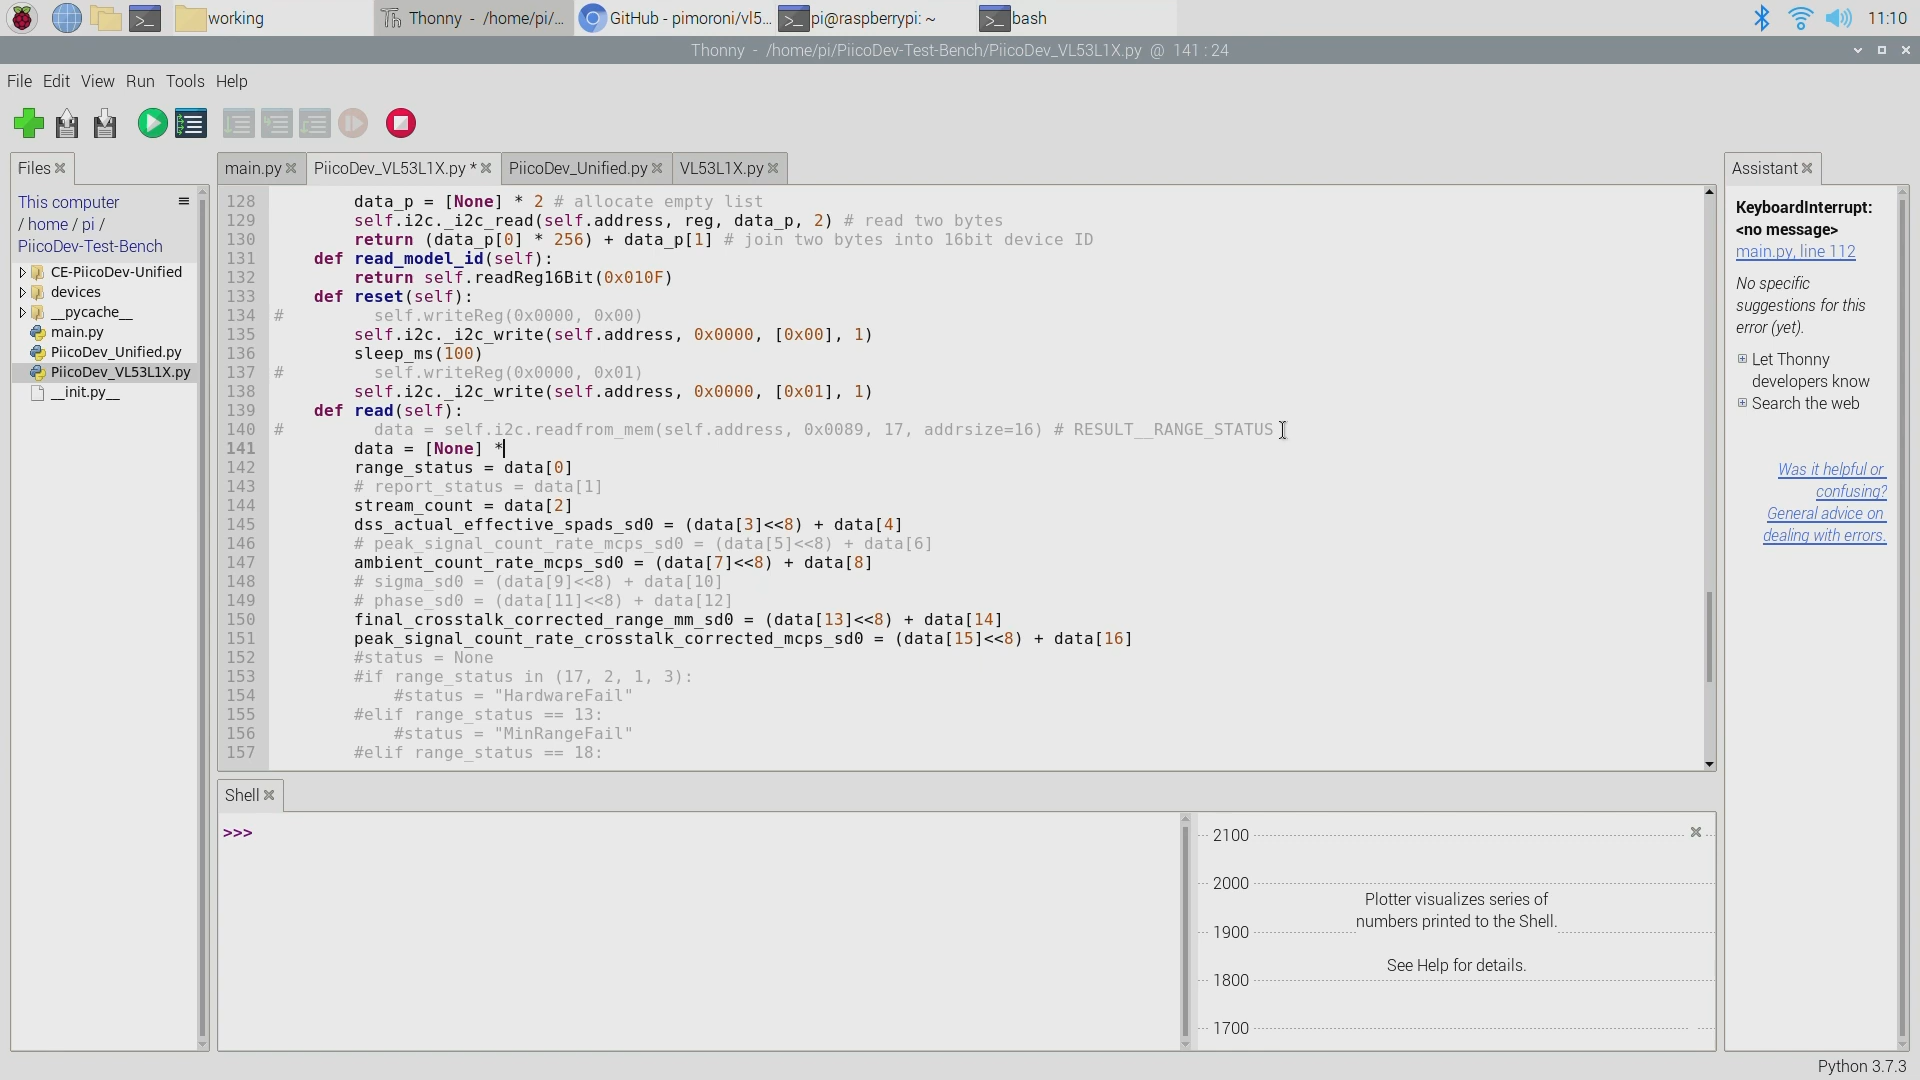 working
Thonny - /home/pi/...
GitHub - pimoroni/vl5...
pi@raspberrypi: ~
bash
11:10
Thonny - /home/pi/PiicoDev-Test-Bench/PiicoDev_VL53L1X.py @ 141 : 24
File Edit View Run Tools Help
Files
This computer
/ home / pi /
PiicoDev-Test-Bench
CE-PiicoDev-Unified
devices
__pycache__
main.py
PiicoDev_Unified.py
PiicoDev_VL53L1X.py
__init.py__
main.py
PiicoDev_VL53L1X.py *
PiicoDev_Unified.py
VL53L1X.py
128         data_p = [None] * 2 # allocate empty list
129         self.i2c._i2c_read(self.address, reg, data_p, 2) # read two bytes
130         return (data_p[0] * 256) + data_p[1] # join two bytes into 16bit device ID
131     def read_model_id(self):
132         return self.readReg16Bit(0x010F)
133     def reset(self):
134 #         self.writeReg(0x0000, 0x00)
135         self.i2c._i2c_write(self.address, 0x0000, [0x00], 1)
136         sleep_ms(100)
137 #         self.writeReg(0x0000, 0x01)
138         self.i2c._i2c_write(self.address, 0x0000, [0x01], 1)
139     def read(self):
140 #         data = self.i2c.readfrom_mem(self.address, 0x0089, 17, addrsize=16) # RESULT__RANGE_STATUS
141         data = [None] *
142         range_status = data[0]
143         # report_status = data[1]
144         stream_count = data[2]
145         dss_actual_effective_spads_sd0 = (data[3]<<8) + data[4]
146         # peak_signal_count_rate_mcps_sd0 = (data[5]<<8) + data[6]
147         ambient_count_rate_mcps_sd0 = (data[7]<<8) + data[8]
148         # sigma_sd0 = (data[9]<<8) + data[10]
149         # phase_sd0 = (data[11]<<8) + data[12]
150         final_crosstalk_corrected_range_mm_sd0 = (data[13]<<8) + data[14]
151         peak_signal_count_rate_crosstalk_corrected_mcps_sd0 = (data[15]<<8) + data[16]
152         #status = None
153         #if range_status in (17, 2, 1, 3):
154             #status = "HardwareFail"
155         #elif range_status == 13:
156             #status = "MinRangeFail"
157         #elif range_status == 18:
Shell
>>>
2100
2000
1900
1800
1700
Plotter visualizes series of
numbers printed to the Shell.
See Help for details.
Assistant
KeyboardInterrupt:
<no message>
main.py, line 112
No specific
suggestions for this
error (yet).
Let Thonny
developers know
Search the web
Was it helpful or
confusing?
General advice on
dealing with errors.
Python 3.7.3